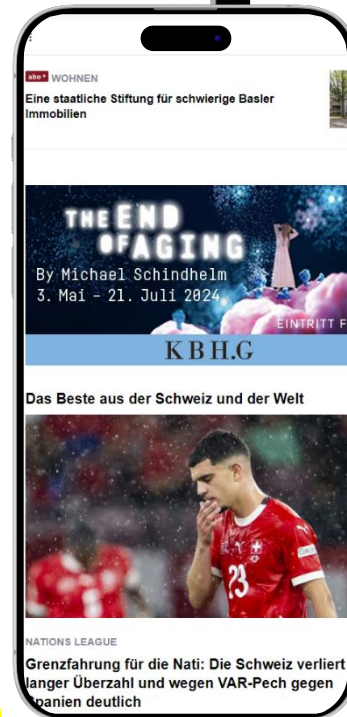 abo+ WOHNEN
Eine staatliche Stiftung für schwierige Basler
Immobilien
THE END
OF AGING
By Michael Schindhelm
3. Mai – 21. Juli 2024
EINTRITT F
KBH.G
Das Beste aus der Schweiz und der Welt
23
NATIONS LEAGUE
Grenzfahrung für die Nati: Die Schweiz verliert
langer Überzahl und wegen VAR-Pech gegen
Spanien deutlich